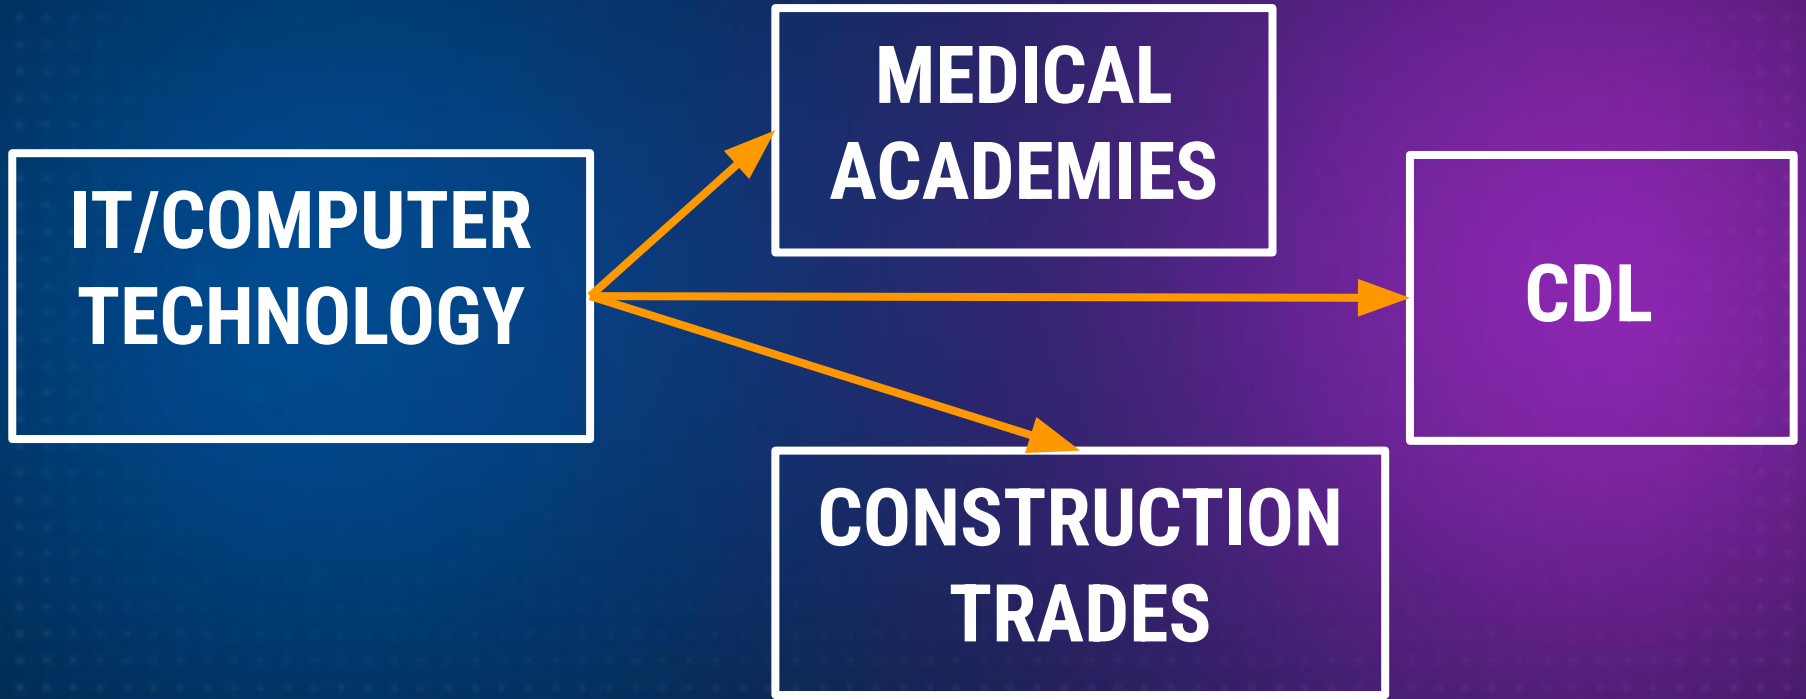 IT/COMPUTER
TECHNOLOGY
MEDICAL
ACADEMIES
CDL
CONSTRUCTION
TRADES